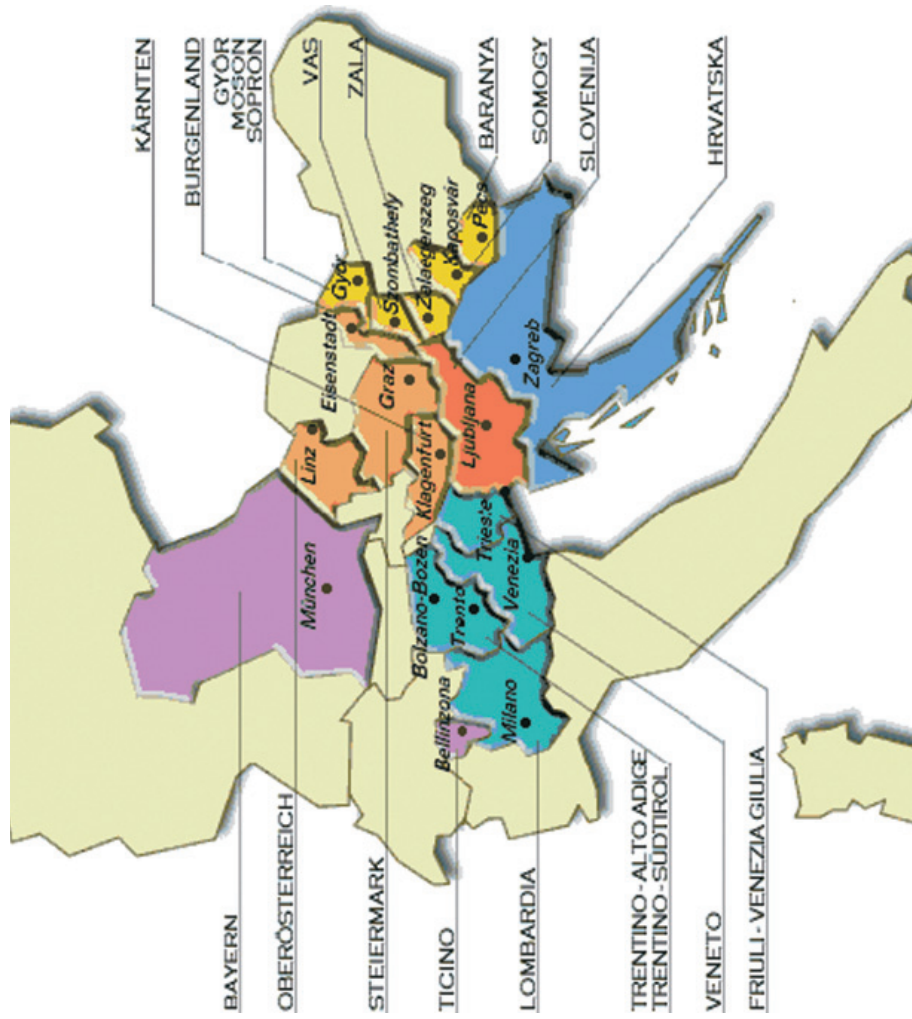 BAYERN
OBERÖSTERREICH
STEIERMARK
TICINO
LOMBARDIA
TRENTINO - ALTO ADIGE
TRENTINO - SÜDTIROL
VENETO
FRIULI - VENEZIA GIULIA
KÄRNTEN
BURGENLAND
GYÖR
MOSON
SOPRON
VAS
ZALA
BARANYA
SOMOGY
SLOVENIJA
HRVATSKA
München
Linz
Eisenstadt
Györ
Graz
Szombathely
Klagenfurt
Zalaegerszeg
Bolzano-Bozen
Kaposvár
Bellinzona
Trento
Ljubljana
Pécs
Trieste
Milano
Venezia
Zagreb